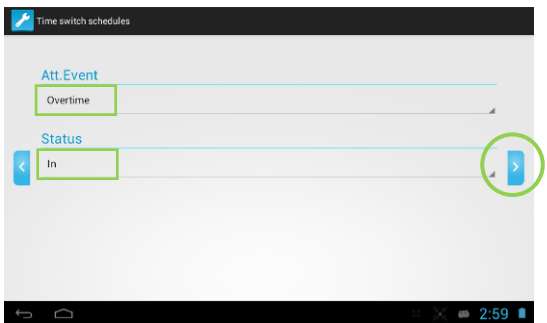 Time switch schedules
Att.Event
Overtime
Status
In
2:59